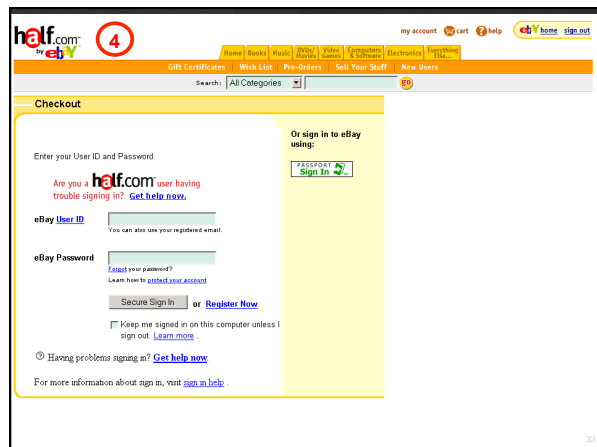 half.com
by ebY
4
my account cart help ebY home sign out
Home Books Music DVDs/ Movies Video Games Computers & Software Electronics Everything Else...
Gift Certificates Wish List Pre-Orders Sell Your Stuff New Users
Search: All Categories go
Checkout
Enter your User ID and Password.
Are you a half.com user having
trouble signing in? Get help now.
eBay User ID
You can also use your registered email.
eBay Password
Forgot your password?
Learn how to protect your account
Secure Sign In or Register Now
Keep me signed in on this computer unless I
sign out. Learn more .
? Having problems signing in? Get help now.
For more information about sign in, visit sign in help .
Or sign in to eBay
using:
PASSPORT
Sign In
33